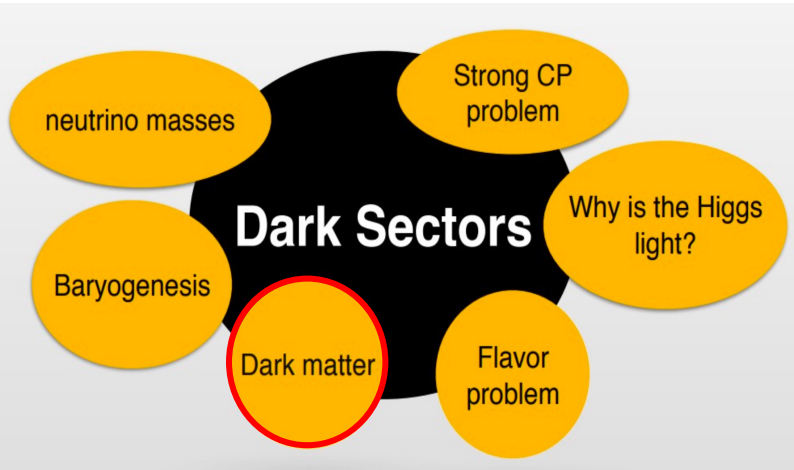 Strong CP
problem
neutrino masses
Why is the Higgs
light?
Dark Sectors
Baryogenesis
Dark matter
Flavor
problem